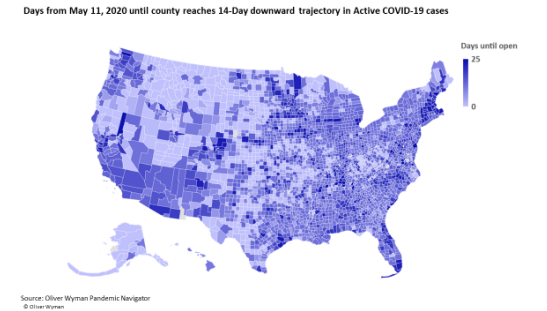 Days from May 11, 2020 until county reaches 14-Day downward trajectory in Active COVID-19 cases
Days until open
25
0
Source: Oliver Wyman Pandemic Navigator
© Oliver Wyman